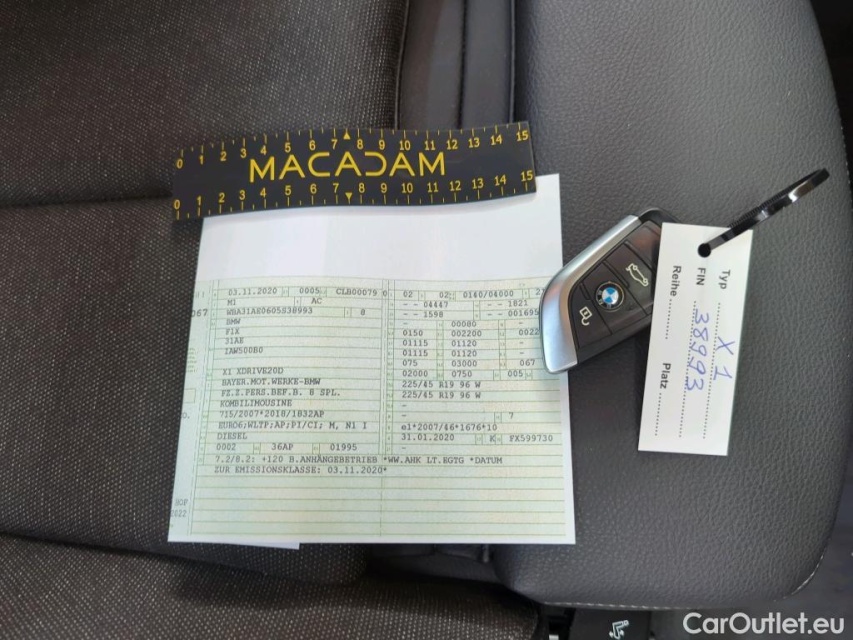 0 1 2 3 4 5 6 7 8 9 10 11 12 13 14 15
MACADAM
0 1 2 3 4 5 6 7 8 9 10 11 12 13 14 15
03.11.2020 0005 CLB00079 02 02 0140/04000
M1 AC -- 04447 -- 1821
8 -- 1598 -- 001695
BMW - 00080 --
F1X 0150 002200 0022
31AE 01115 01120 -
IAW500B0 01115 01120 -
075 03000 067
X1 XDRIVE20D 02000 0750 005
BAYER.MOT.WERKE-BMW 225/45 R19 96 W
FZ.Z.PERS.BEF.B. 8 SPL. 225/45 R19 96 W
KOMBILIMOUSINE -
715/2007*2018/1832AP - 7
EURO6;WLTP;AP;PI/CI; M, N1 I e1*2007/46*1676*10
DIESEL 31.01.2020 K FX599730
0002 36AP 01995 -
7.2/8.2: +120 B.ANHÄNGEBETRIEB *WW.AHK LT.EGTG *DATUM
ZUR EMISSIONSKLASSE: 03.11.2020*
HOF
2022
Typ X1
FIN 38993
Reihe Platz
CarOutlet.eu